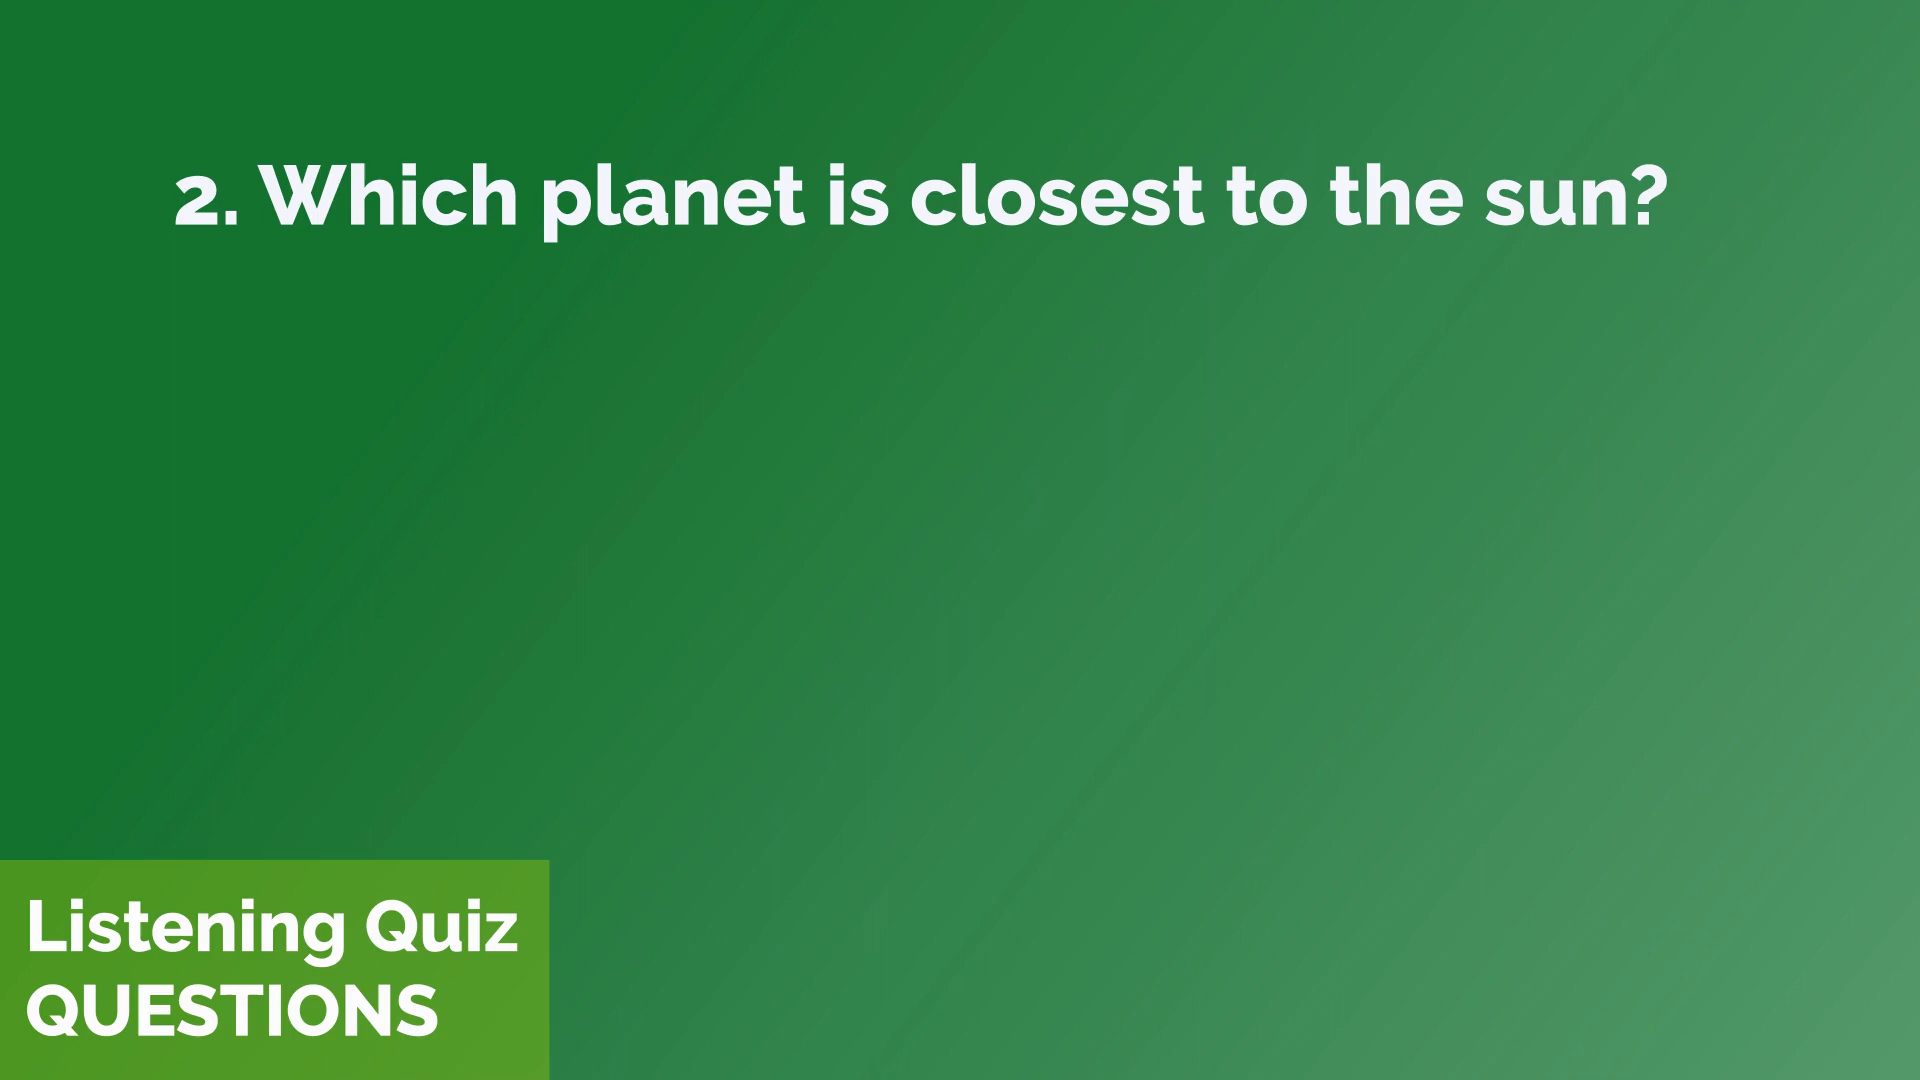 2. Which planet is closest to the sun?
Listening Quiz
QUESTIONS